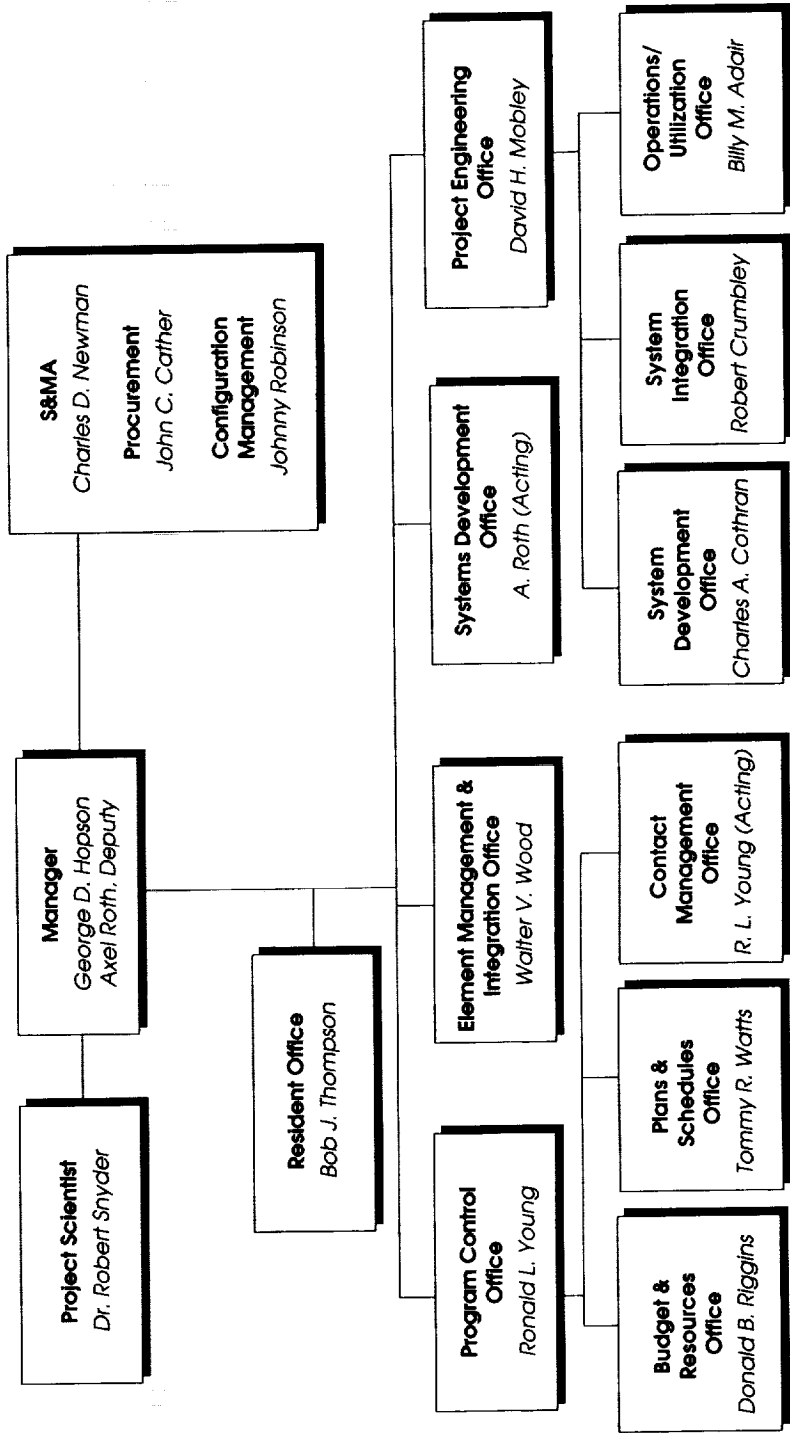 Project Scientist
Dr. Robert Snyder
Manager
George D. Hopson
Axel Roth, Deputy
S&MA
Charles D. Newman
Procurement
John C. Cather
Configuration
Management
Johnny Robinson
Resident Office
Bob J. Thompson
Program Control
Office
Ronald L. Young
Element Management &
Integration Office
Walter V. Wood
Systems Development
Office
A. Roth (Acting)
Project Engineering
Office
David H. Mobley
Budget &
Resources
Office
Donald B. Riggins
Plans &
Schedules
Office
Tommy R. Watts
Contact
Management
Office
R. L. Young (Acting)
System
Development
Office
Charles A. Cothran
System
Integration
Office
Robert Crumbley
Operations/
Utilization
Office
Billy M. Adair